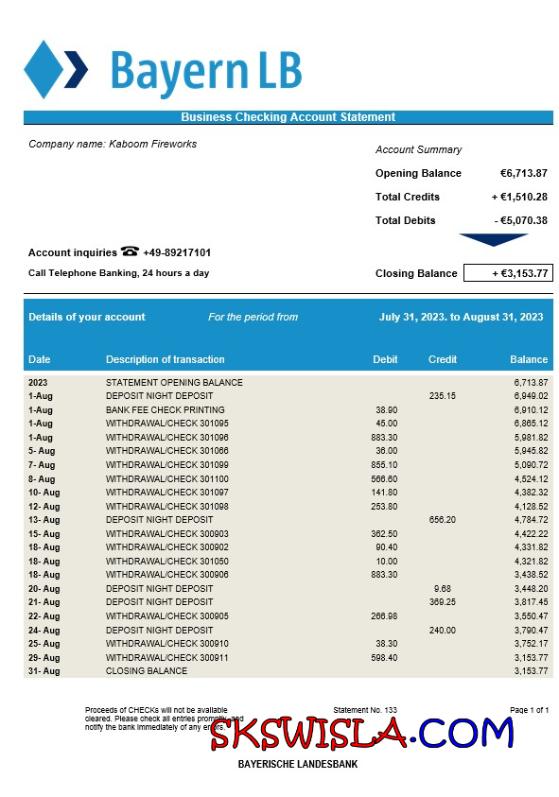 Bayern LB
Business Checking Account Statement
Company name: Kaboom Fireworks
Account Summary
Opening Balance €6,713.87
Total Credits + €1,510.28
Total Debits - €5,070.38
Account inquiries ☎ +49-89217101
Call Telephone Banking, 24 hours a day
Closing Balance + €3,153.77
Details of your account For the period from July 31, 2023. to August 31, 2023
Date Description of transaction Debit Credit Balance
2023 STATEMENT OPENING BALANCE 6,713.87
1-Aug DEPOSIT NIGHT DEPOSIT 235.15 6,949.02
1-Aug BANK FEE CHECK PRINTING 38.90 6,910.12
1-Aug WITHDRAWAL/CHECK 301095 45.00 6,865.12
1-Aug WITHDRAWAL/CHECK 301096 883.30 5,981.82
5- Aug WITHDRAWAL/CHECK 301066 36.00 5,945.82
7- Aug WITHDRAWAL/CHECK 301099 855.10 5,090.72
8- Aug WITHDRAWAL/CHECK 301100 566.60 4,524.12
10- Aug WITHDRAWAL/CHECK 301097 141.80 4,382.32
12- Aug WITHDRAWAL/CHECK 301098 253.80 4,128.52
13- Aug DEPOSIT NIGHT DEPOSIT 656.20 4,784.72
15- Aug WITHDRAWAL/CHECK 300903 362.50 4,422.22
18- Aug WITHDRAWAL/CHECK 300902 90.40 4,331.82
18- Aug WITHDRAWAL/CHECK 301050 10.00 4,321.82
18- Aug WITHDRAWAL/CHECK 300906 883.30 3,438.52
20- Aug DEPOSIT NIGHT DEPOSIT 9.68 3,448.20
21- Aug DEPOSIT NIGHT DEPOSIT 369.25 3,817.45
22- Aug WITHDRAWAL/CHECK 300905 266.98 3,550.47
24- Aug DEPOSIT NIGHT DEPOSIT 240.00 3,790.47
25- Aug WITHDRAWAL/CHECK 300910 38.30 3,752.17
29- Aug WITHDRAWAL/CHECK 300911 598.40 3,153.77
31- Aug CLOSING BALANCE 3,153.77
Proceeds of CHECKs will not be available Statement No. 133 Page 1 of 1
cleared. Please check all entries promptly, and
notify the bank immediately of any errors.
SKSWISLA.COM
BAYERISCHE LANDESBANK